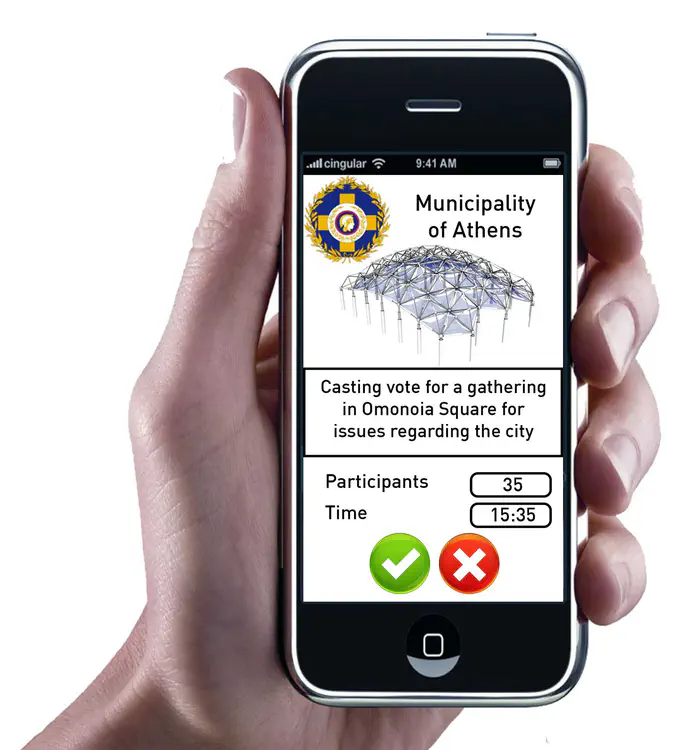 cingular 9:41 AM
Municipality
of Athens
Casting vote for a gathering
in Omonoia Square for
issues regarding the city
Participants 35
Time 15:35